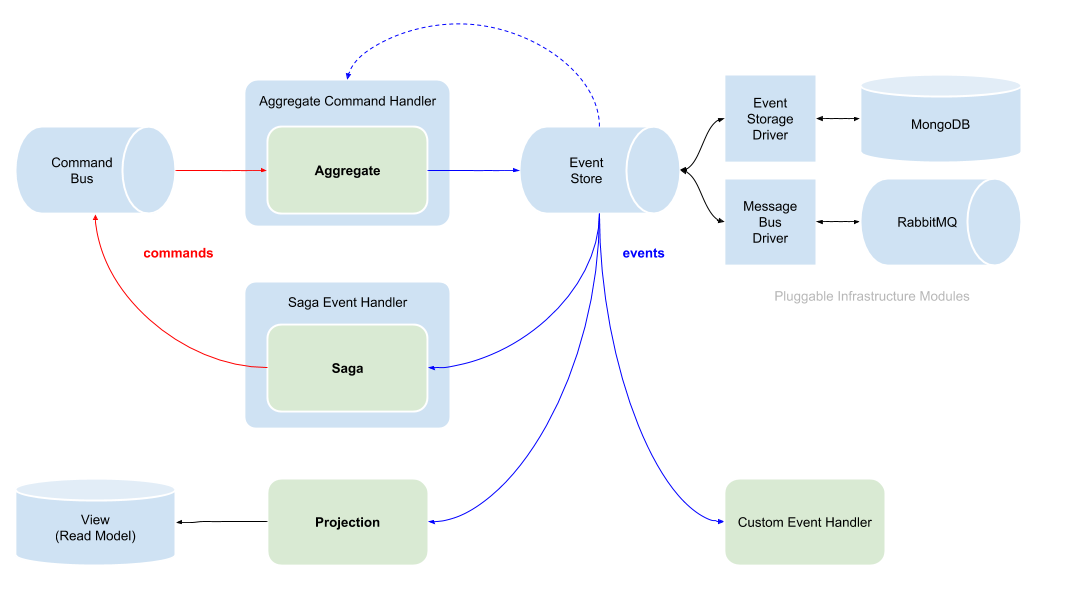 Aggregate Command Handler
Aggregate
Command
Bus
Event
Store
Event
Storage
Driver
MongoDB
Message
Bus
Driver
RabbitMQ
commands
events
Pluggable Infrastructure Modules
Saga Event Handler
Saga
View
(Read Model)
Projection
Custom Event Handler